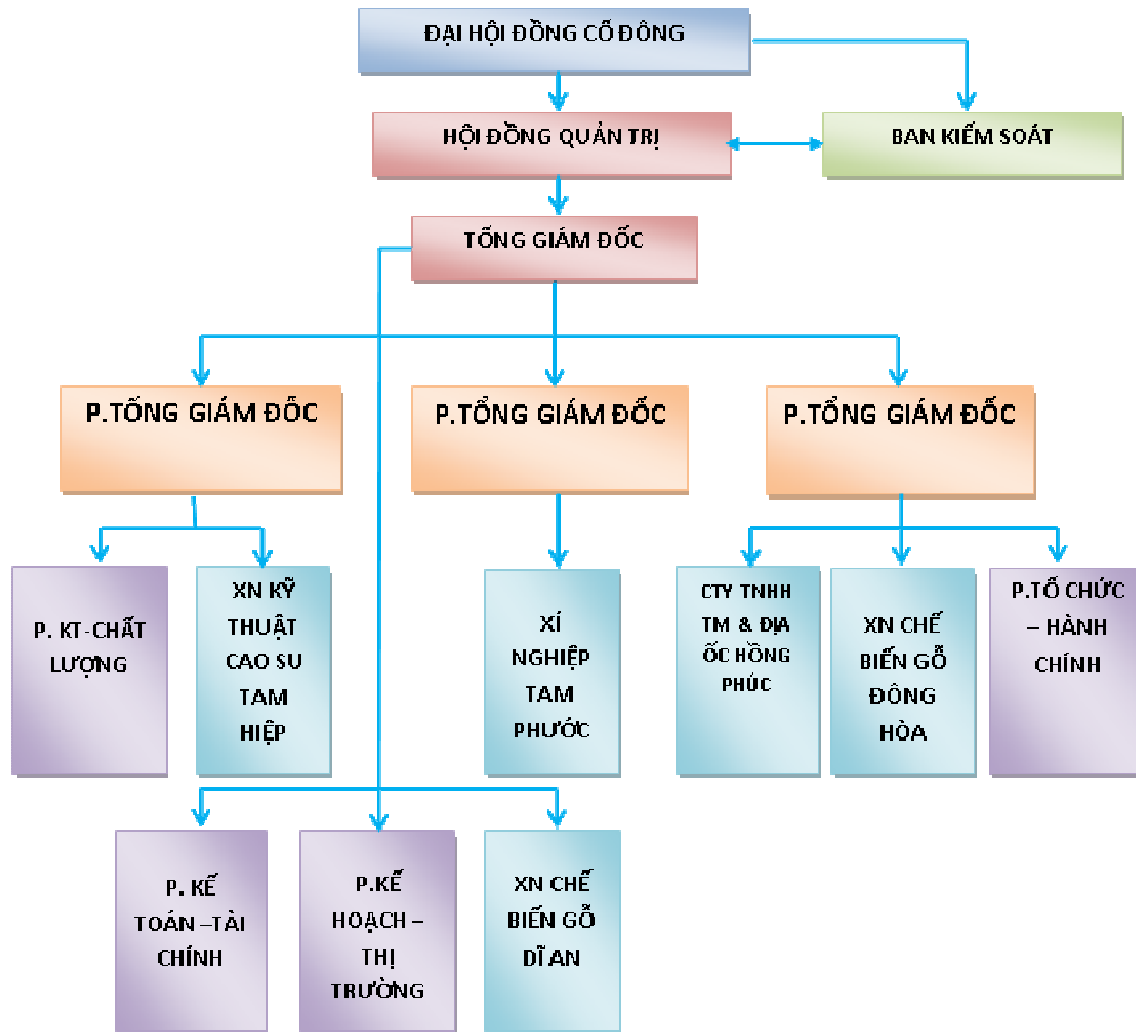 ĐẠI HỘI ĐỒNG CỔ ĐÔNG
HỘI ĐỒNG QUẢN TRỊ
BAN KIỂM SOÁT
TỔNG GIÁM ĐỐC
P.TỔNG GIÁM ĐỐC
P.TỔNG GIÁM ĐỐC
P.TỔNG GIÁM ĐỐC
P. KT-CHẤT
LƯỢNG
XN KỸ
THUẬT
CAO SU
TAM
HIỆP
XÍ
NGHIỆP
TAM
PHƯỚC
CTY TNHH
TM & ĐỊA
ỐC HỒNG
PHÚC
XN CHẾ
BIẾN GỖ
ĐÔNG
HÒA
P.TỔ CHỨC
– HÀNH
CHÍNH
P. KẾ
TOÁN –TÀI
CHÍNH
P.KẾ
HOẠCH –
THỊ
TRƯỜNG
XN CHẾ
BIẾN GỖ
DĨ AN